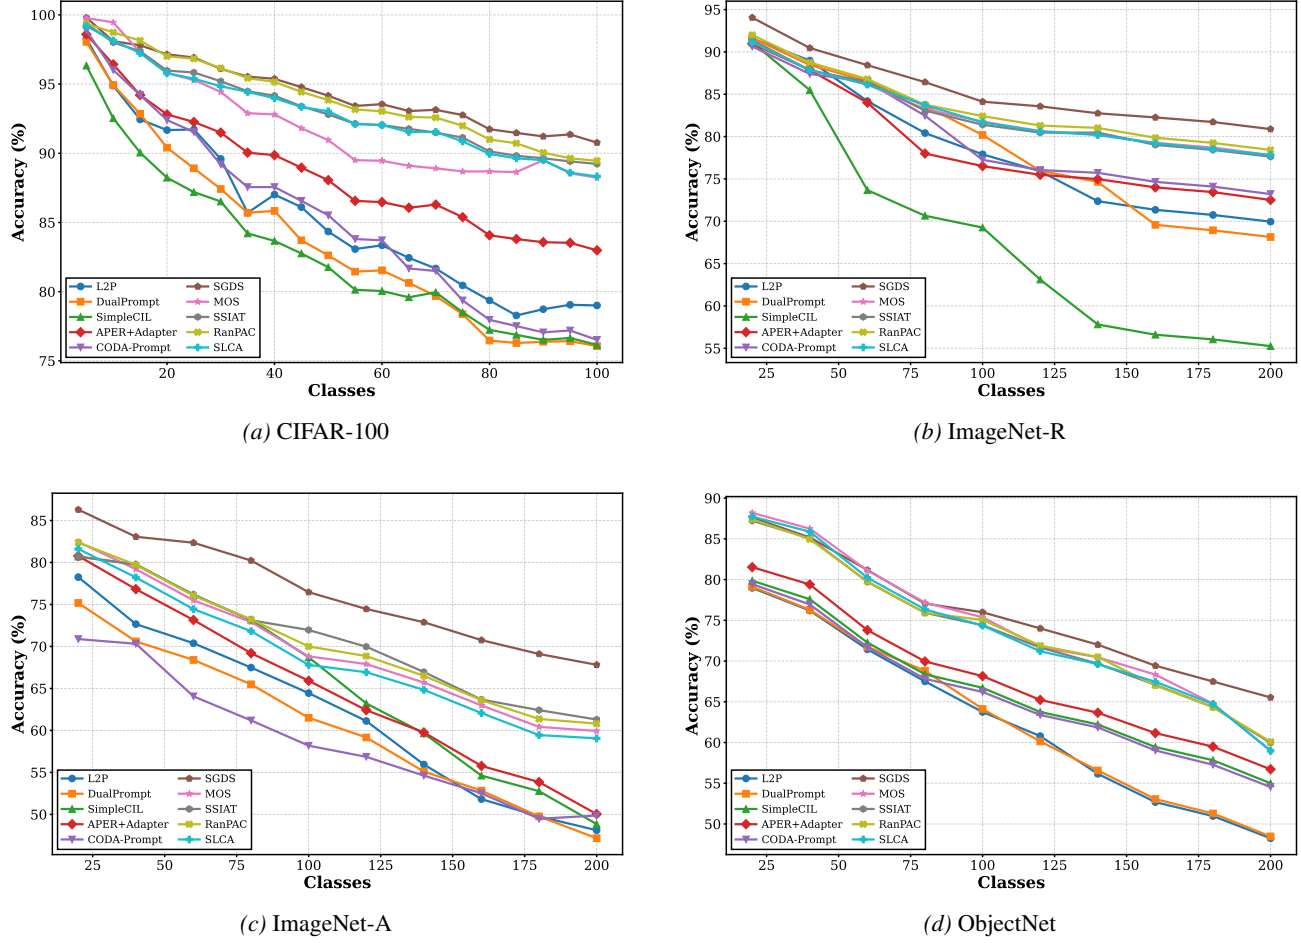 100
95
90
85
80
75
Accuracy (%)
L2P
DualPrompt
SimpleCIL
APER+Adapter
CODA-Prompt
SGDS
MOS
SSIAT
RanPAC
SLCA
20
40
60
80
100
Classes
(a) CIFAR-100
95
90
85
80
75
70
65
60
55
Accuracy (%)
L2P
DualPrompt
SimpleCIL
APER+Adapter
CODA-Prompt
SGDS
MOS
SSIAT
RanPAC
SLCA
25
50
75
100
125
150
175
200
Classes
(b) ImageNet-R
85
80
75
70
65
60
55
50
Accuracy (%)
L2P
DualPrompt
SimpleCIL
APER+Adapter
CODA-Prompt
SGDS
MOS
SSIAT
RanPAC
SLCA
25
50
75
100
125
150
175
200
Classes
(c) ImageNet-A
90
85
80
75
70
65
60
55
50
Accuracy (%)
L2P
DualPrompt
SimpleCIL
APER+Adapter
CODA-Prompt
SGDS
MOS
SSIAT
RanPAC
SLCA
25
50
75
100
125
150
175
200
Classes
(d) ObjectNet